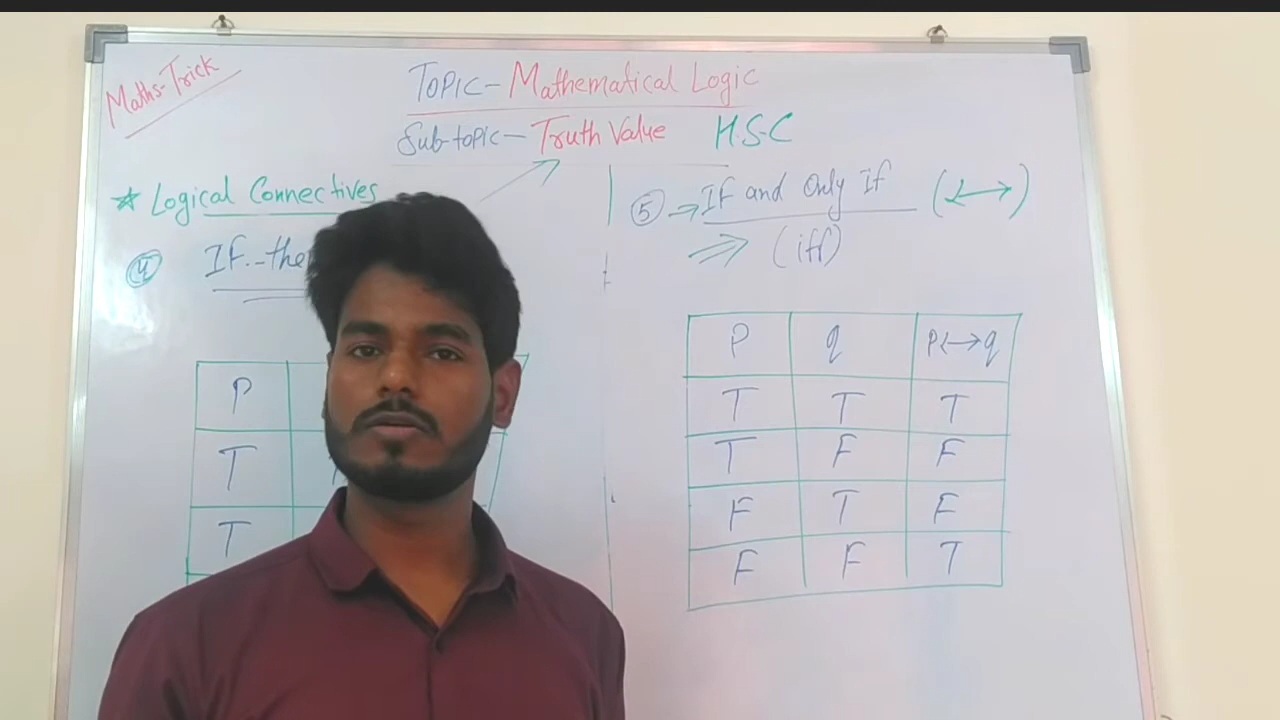 Maths-Trick
Topic- Mathematical Logic
Sub-topic- Truth Value H.S.C
* Logical Connectives
④ If.-the
P
T
T
⑤ → If and Only if (↔)
⇒ (iff)
P q P↔q
T T T
T F F
F T F
F F T